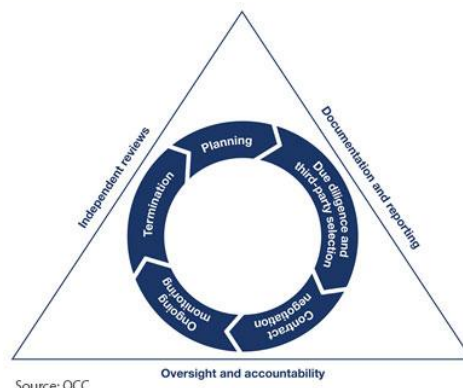 Independent reviews
Documentation and reporting
Planning
Due diligence and
third-party selection
Contract
negotiation
Ongoing
monitoring
Termination
Oversight and accountability
Source: OCC